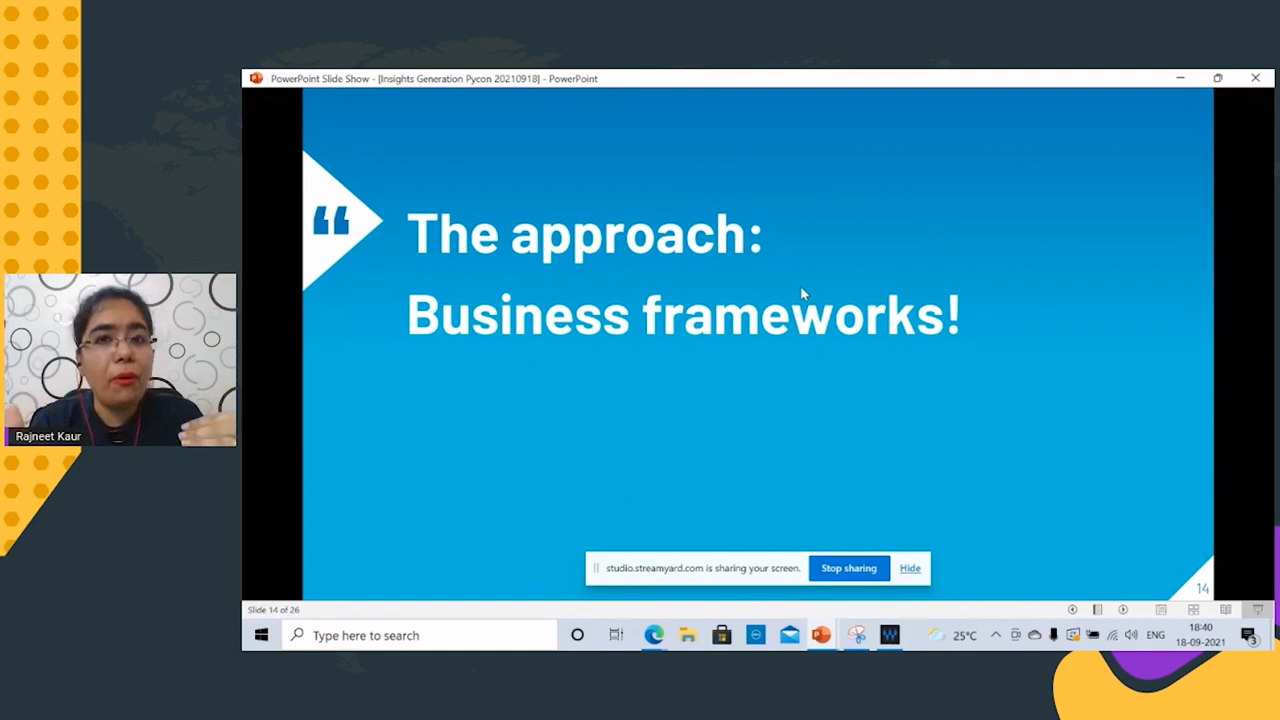 PowerPoint Slide Show - [Insights Generation Pycon 20210918] - PowerPoint
“
The approach:
Business frameworks!
Rajneet Kaur
studio.streamyard.com is sharing your screen.
Stop sharing
Hide
14
Slide 14 of 26
Type here to search
25°C
ENG
18:40
18-09-2021
3